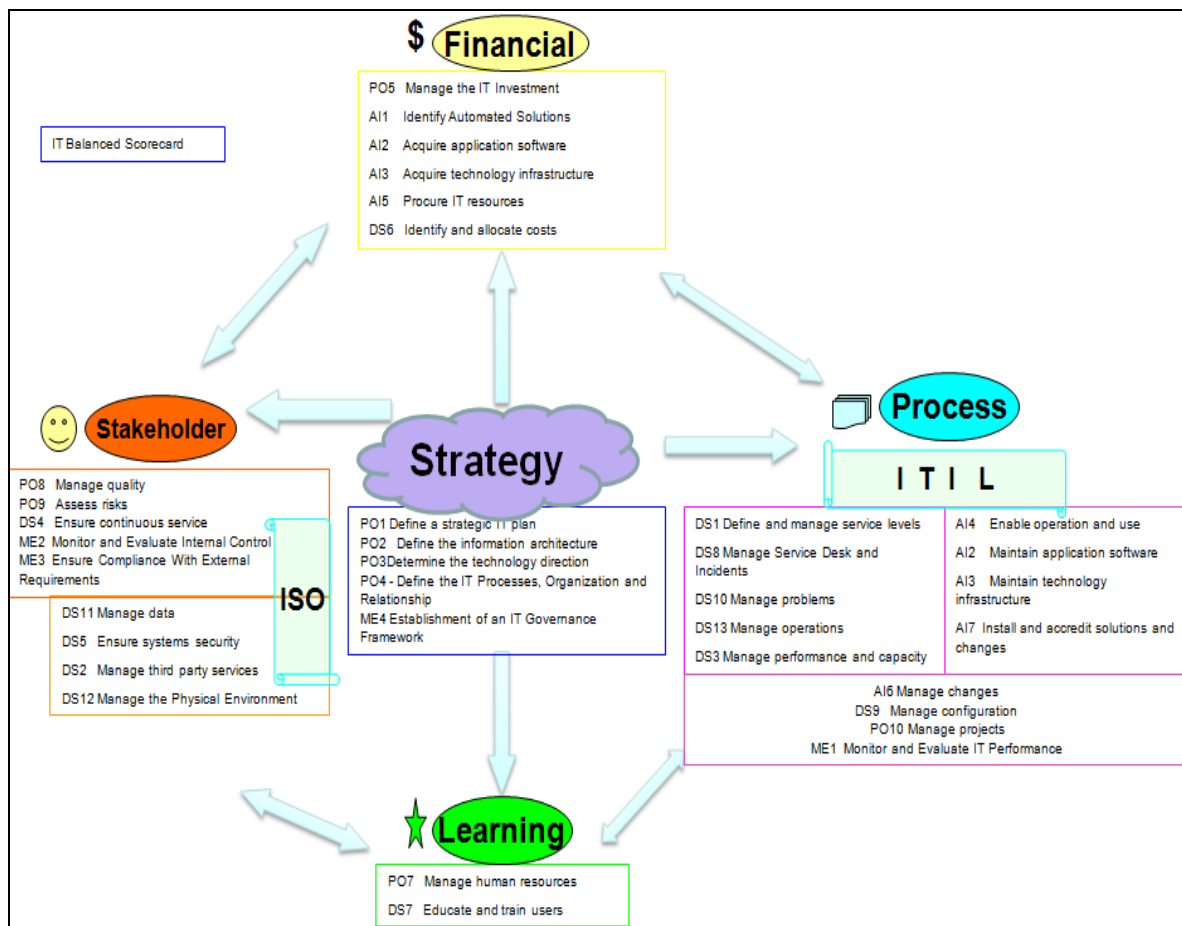 $ Financial
PO5 Manage the IT Investment
AI1 Identify Automated Solutions
AI2 Acquire application software
AI3 Acquire technology infrastructure
AI5 Procure IT resources
DS6 Identify and allocate costs
IT Balanced Scorecard
Stakeholder
PO8 Manage quality
PO9 Assess risks
DS4 Ensure continuous service
ME2 Monitor and Evaluate Internal Control
ME3 Ensure Compliance With External
Requirements
ISO
DS11 Manage data
DS5 Ensure systems security
DS2 Manage third party services
DS12 Manage the Physical Environment
Strategy
PO1 Define a strategic IT plan
PO2 Define the information architecture
PO3Determine the technology direction
PO4 - Define the IT Processes, Organization and
Relationship
ME4 Establishment of an IT Governance
Framework
Process
I T I L
DS1 Define and manage service levels
DS8 Manage Service Desk and
Incidents
DS10 Manage problems
DS13 Manage operations
DS3 Manage performance and capacity
AI4 Enable operation and use
AI2 Maintain application software
AI3 Maintain technology
infrastructure
AI7 Install and accredit solutions and
changes
AI6 Manage changes
DS9 Manage configuration
PO10 Manage projects
ME1 Monitor and Evaluate IT Performance
Learning
PO7 Manage human resources
DS7 Educate and train users